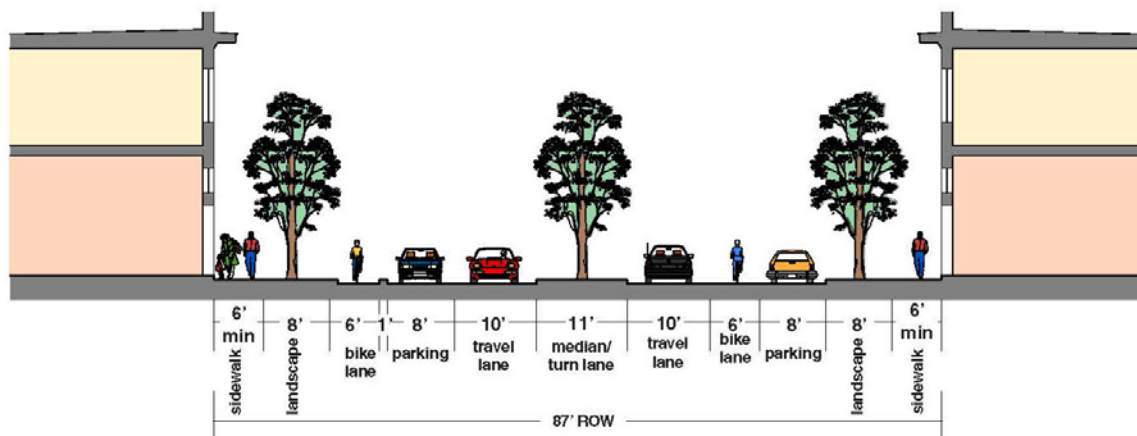 6' min sidewalk
8' landscape
6' bike lane
1'
8' parking
10' travel lane
11' median/ turn lane
10' travel lane
6' bike lane
8' parking
8' landscape
6' min sidewalk
87' ROW